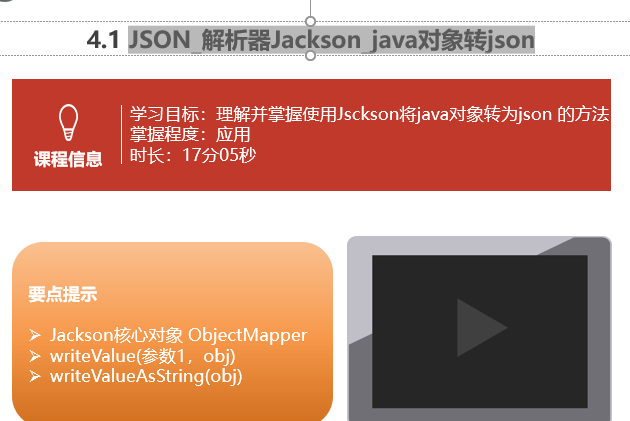 4.1 JSON_解析器Jackson_java对象转json
学习目标：理解并掌握使用Jsckson将java对象转为json 的方法
掌握程度：应用
时长：17分05秒
课程信息
要点提示
➢ Jackson核心对象 ObjectMapper
➢ writeValue(参数1，obj)
➢ writeValueAsString(obj)